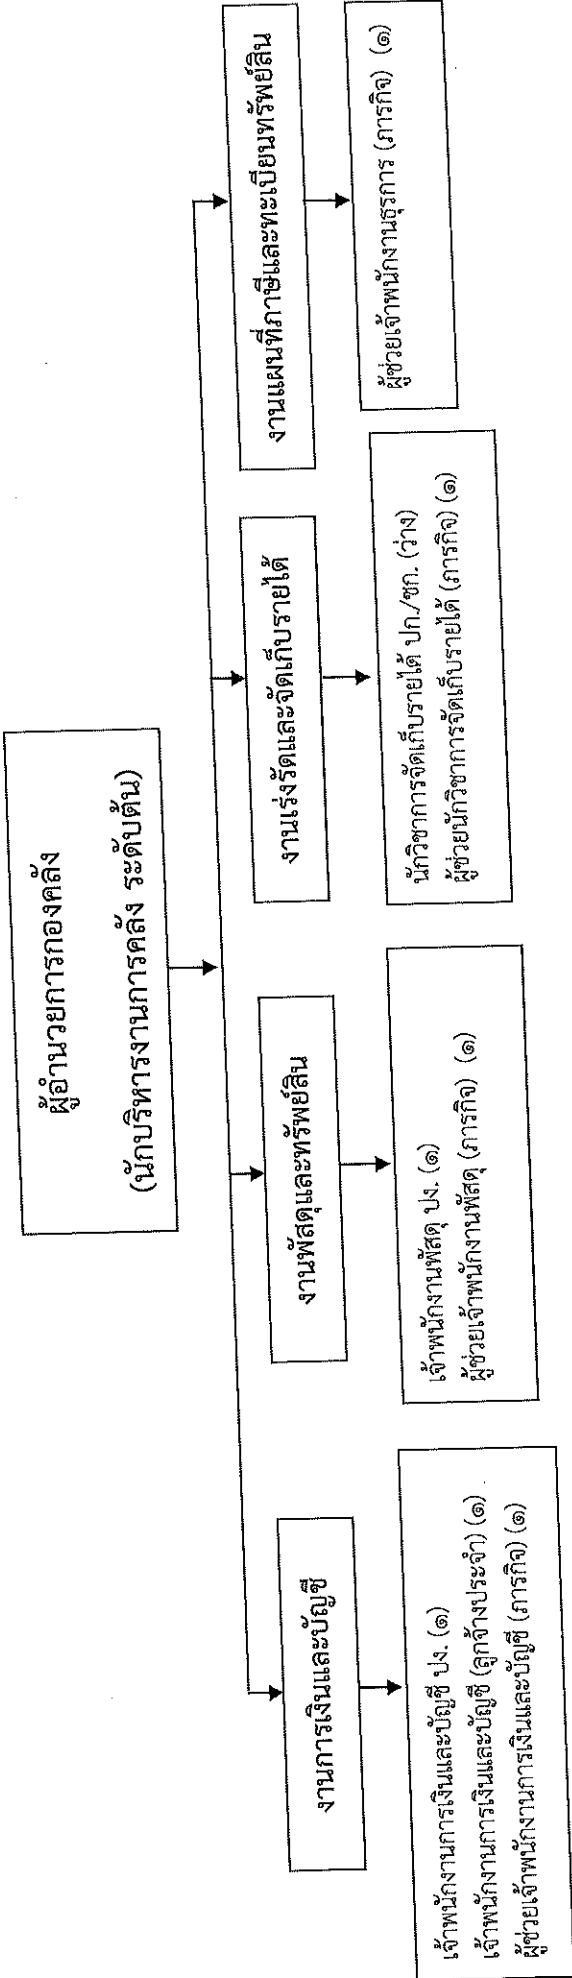 ผู้อำนวยการกองคลัง
(นักบริหารงานการคลัง ระดับต้น)
งานการเงินและบัญชี
งานพัสดุและทรัพย์สิน
งานเร่งรัดและจัดเก็บรายได้
งานแผนที่ภาษีและทะเบียนทรัพย์สิน
เจ้าพนักงานการเงินและบัญชี ปง. (๑)
เจ้าพนักงานการเงินและบัญชี (ลูกจ้างประจำ) (๑)
ผู้ช่วยเจ้าพนักงานการเงินและบัญชี (ภารกิจ) (๑)
เจ้าพนักงานพัสดุ ปง. (๑)
ผู้ช่วยเจ้าพนักงานพัสดุ (ภารกิจ) (๑)
นักวิชาการจัดเก็บรายได้ ปก./ชก. (ว่าง)
ผู้ช่วยนักวิชาการจัดเก็บรายได้ (ภารกิจ) (๑)
ผู้ช่วยเจ้าพนักงานธุรการ (ภารกิจ) (๑)